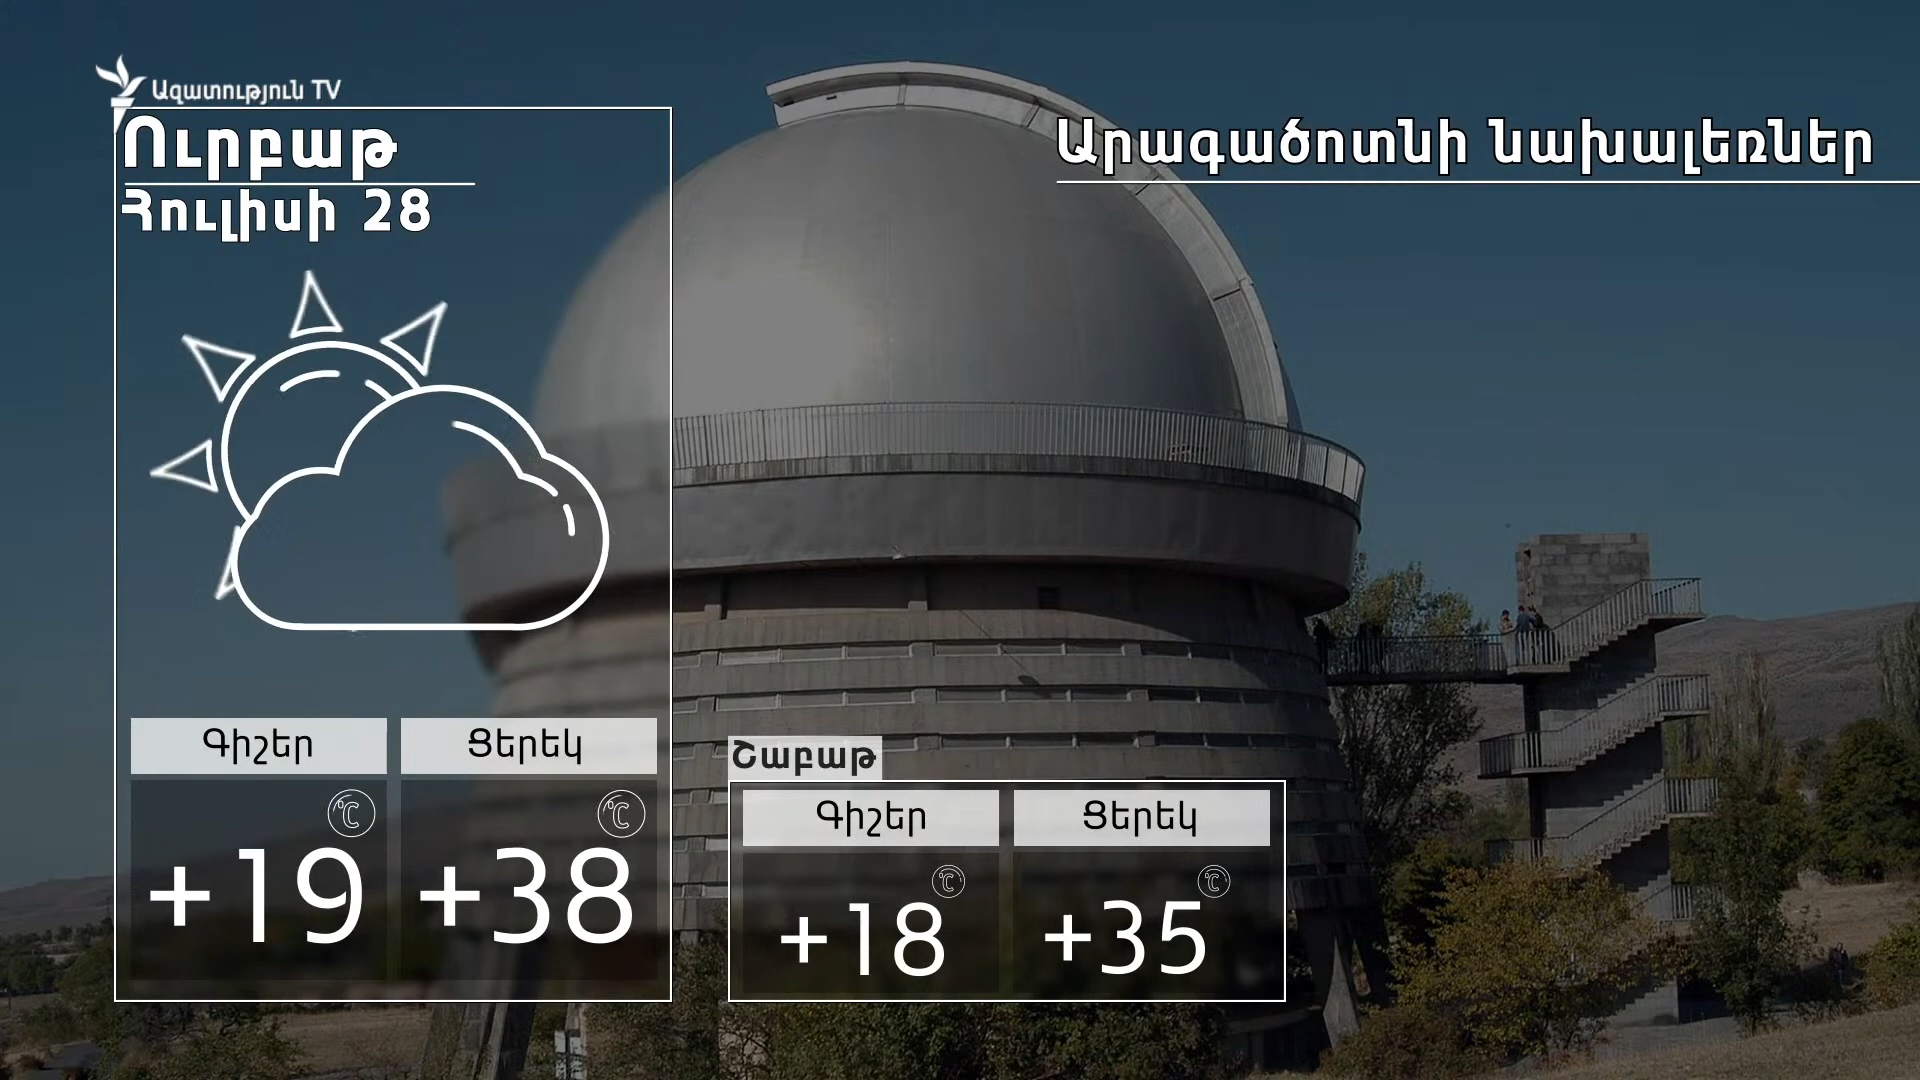 Ազատություն TV
Ուրբաթ
Հուլիսի 28
Արագածոտնի նախալեռներ
Գիշեր Ցերեկ
℃ ℃
+19 +38
Շաբաթ
Գիշեր Ցերեկ
℃ ℃
+18 +35